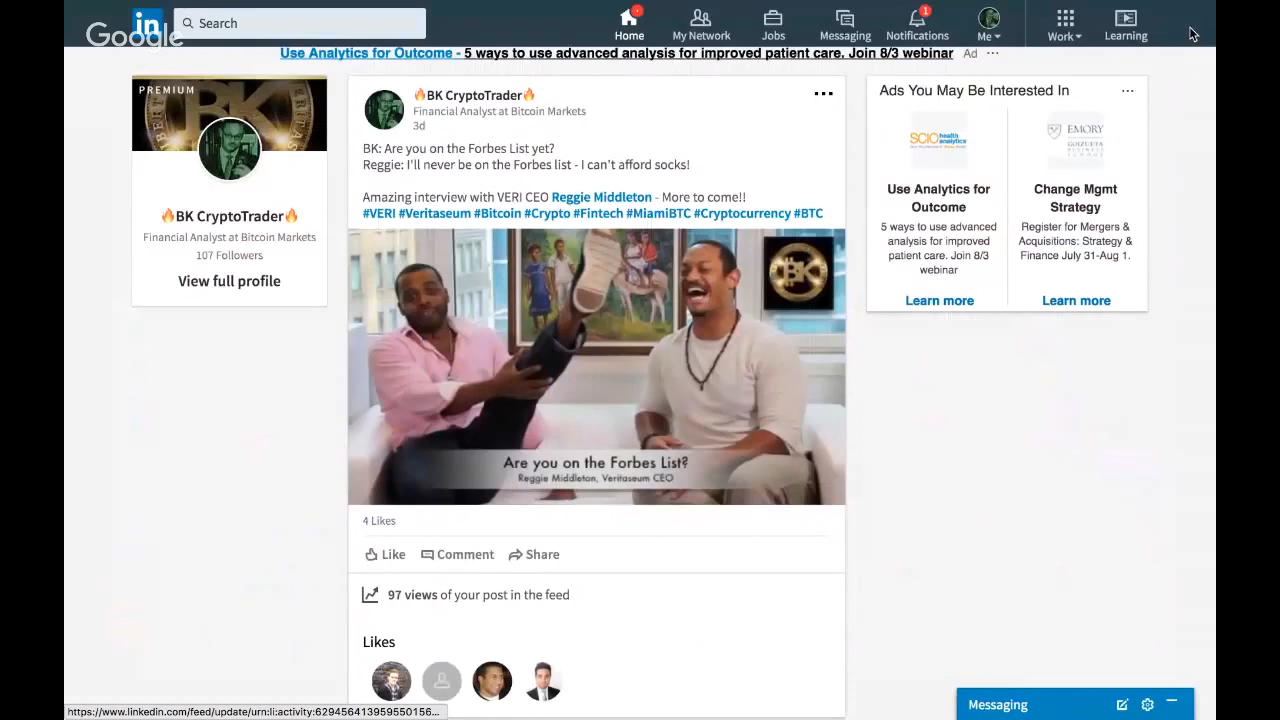 Google
in
Search
Home
My Network
Jobs
Messaging
1
Notifications
Me
Work
Learning
Use Analytics for Outcome - 5 ways to use advanced analysis for improved patient care. Join 8/3 webinar Ad ...
PREMIUM
BK
🔥BK CryptoTrader🔥
Financial Analyst at Bitcoin Markets
107 Followers
View full profile
🔥BK CryptoTrader🔥
Financial Analyst at Bitcoin Markets
3d
BK: Are you on the Forbes List yet?
Reggie: I'll never be on the Forbes list - I can't afford socks!
Amazing interview with VERI CEO Reggie Middleton - More to come!!
#VERI #Veritaseum #Bitcoin #Crypto #Fintech #MiamiBTC #Cryptocurrency #BTC
BK
Are you on the Forbes List?
Reggie Middleton, Veritaseum CEO
4 Likes
Like
Comment
Share
97 views of your post in the feed
Likes
Ads You May Be Interested In
SCIO health
analytics
Use Analytics for
Outcome
5 ways to use advanced
analysis for improved
patient care. Join 8/3
webinar
Learn more
EMORY
GOIZUETA
BUSINESS
SCHOOL
Change Mgmt
Strategy
Register for Mergers &
Acquisitions: Strategy &
Finance July 31-Aug 1.
Learn more
https://www.linkedin.com/feed/update/urn:li:activity:629456413959550156...
Messaging